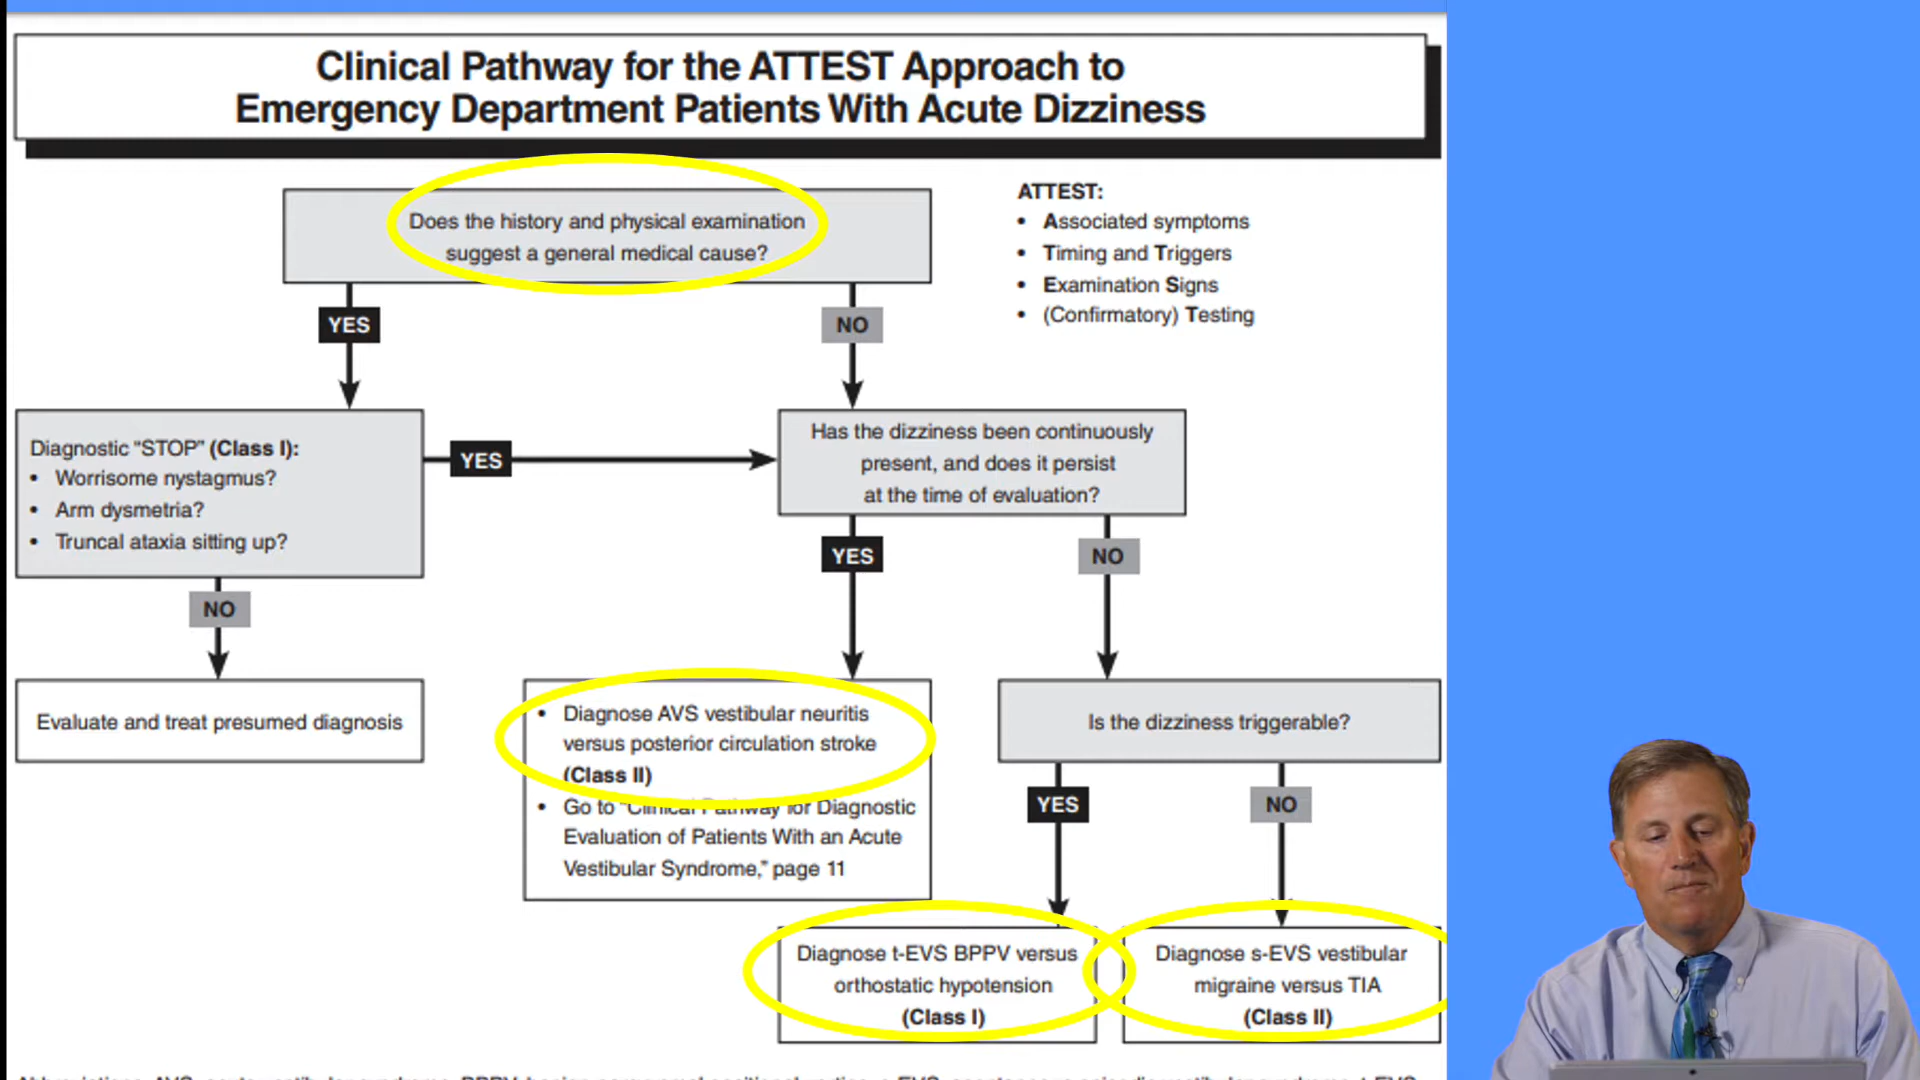 Clinical Pathway for the ATTEST Approach to
Emergency Department Patients With Acute Dizziness
Does the history and physical examination
suggest a general medical cause?
ATTEST:
• Associated symptoms
• Timing and Triggers
• Examination Signs
• (Confirmatory) Testing
YES
NO
Diagnostic “STOP” (Class I):
• Worrisome nystagmus?
• Arm dysmetria?
• Truncal ataxia sitting up?
YES
Has the dizziness been continuously
present, and does it persist
at the time of evaluation?
NO
YES
NO
Evaluate and treat presumed diagnosis
• Diagnose AVS vestibular neuritis
versus posterior circulation stroke
(Class II)
• Go to “Clinical Pathway for Diagnostic
Evaluation of Patients With an Acute
Vestibular Syndrome,” page 11
Is the dizziness triggerable?
YES
NO
Diagnose t-EVS BPPV versus
orthostatic hypotension
(Class I)
Diagnose s-EVS vestibular
migraine versus TIA
(Class II)